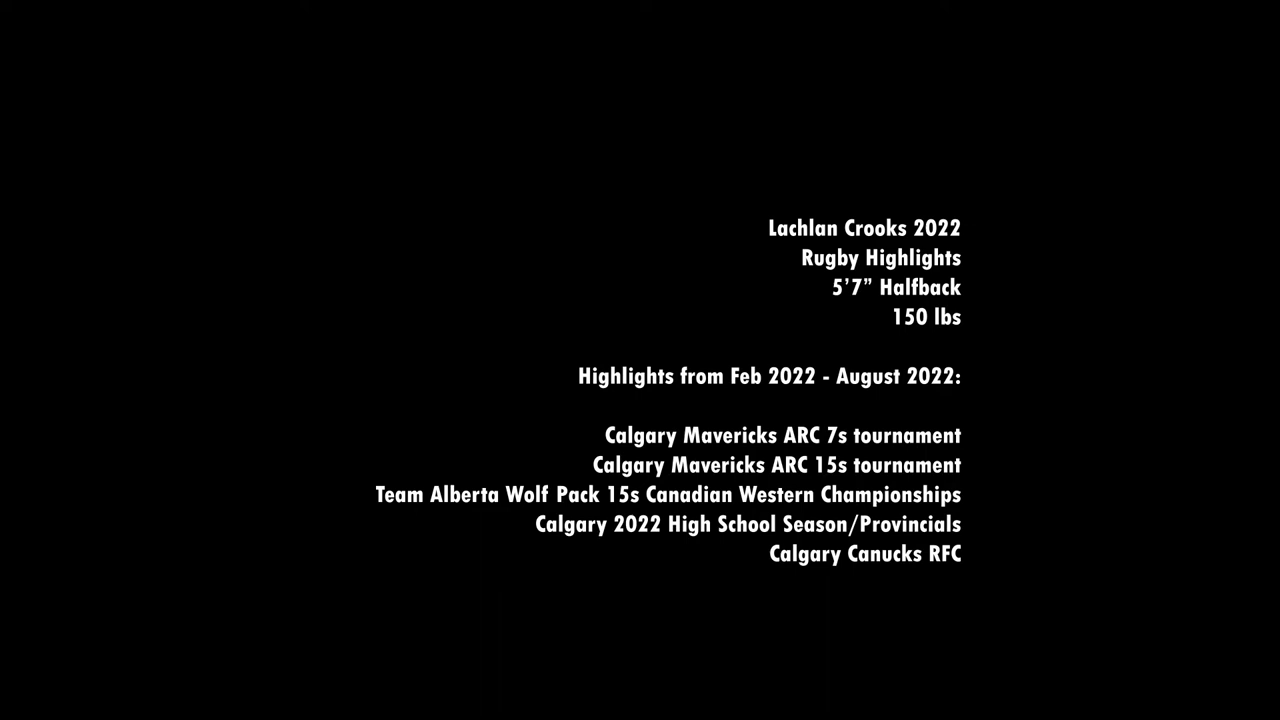 Lachlan Crooks 2022
Rugby Highlights
5’7” Halfback
150 lbs
Highlights from Feb 2022 - August 2022:
Calgary Mavericks ARC 7s tournament
Calgary Mavericks ARC 15s tournament
Team Alberta Wolf Pack 15s Canadian Western Championships
Calgary 2022 High School Season/Provincials
Calgary Canucks RFC